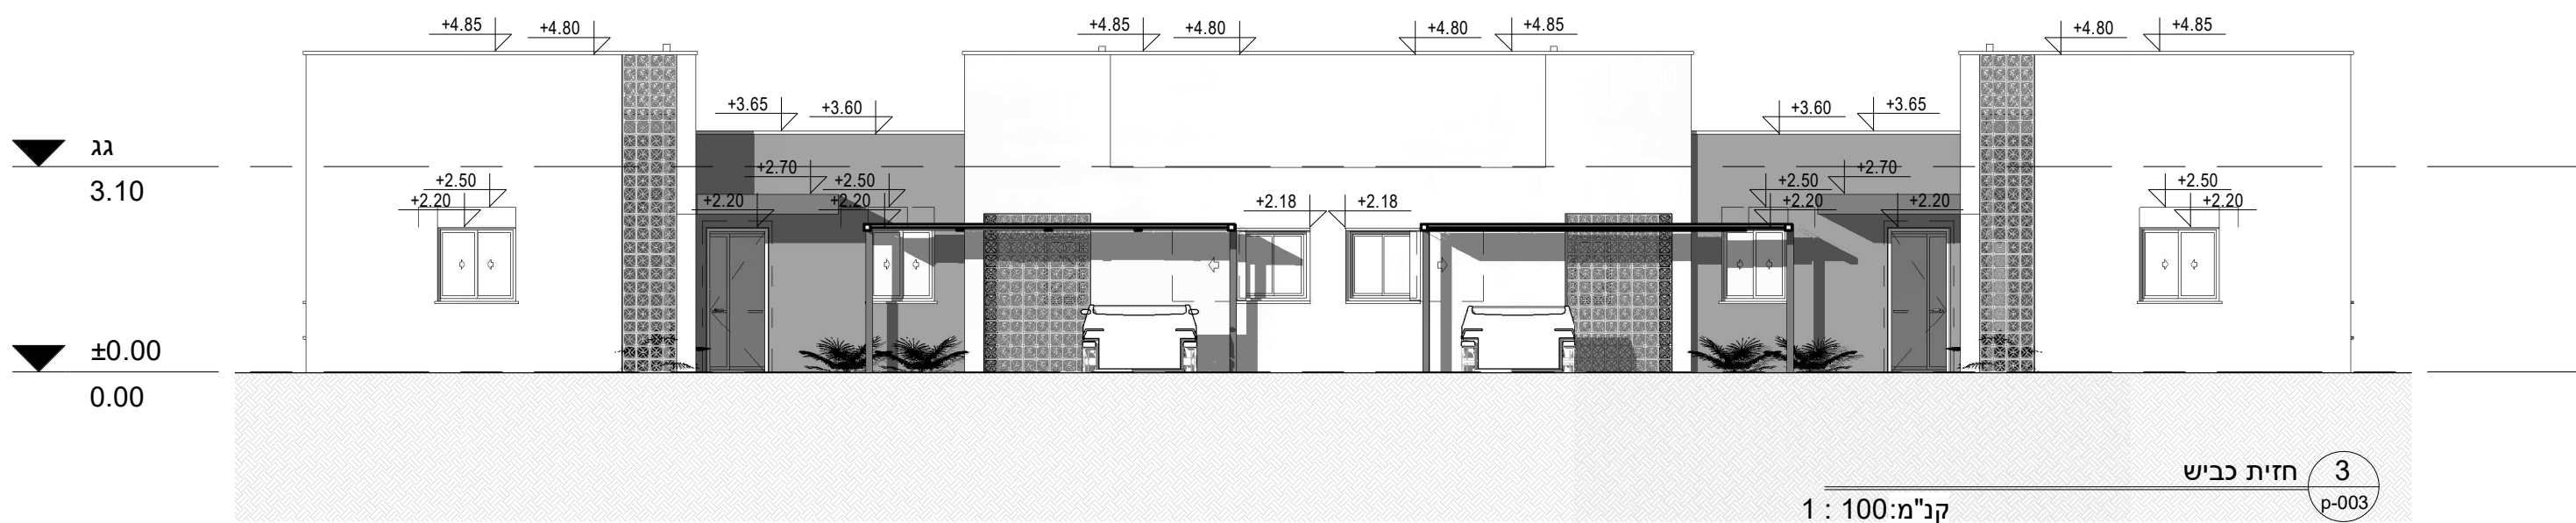 +4.85 +4.80 +4.85 +4.80 +4.80 +4.85 +4.80 +4.85
+3.65 +3.60 +3.60 +3.65
גג
3.10
+2.70 +2.70
+2.50 +2.50 +2.50 +2.50
+2.20 +2.20 +2.20 +2.18 +2.18 +2.20 +2.20 +2.20
±0.00
0.00
חזית כביש 3
p-003
קנ"מ: 1 : 100